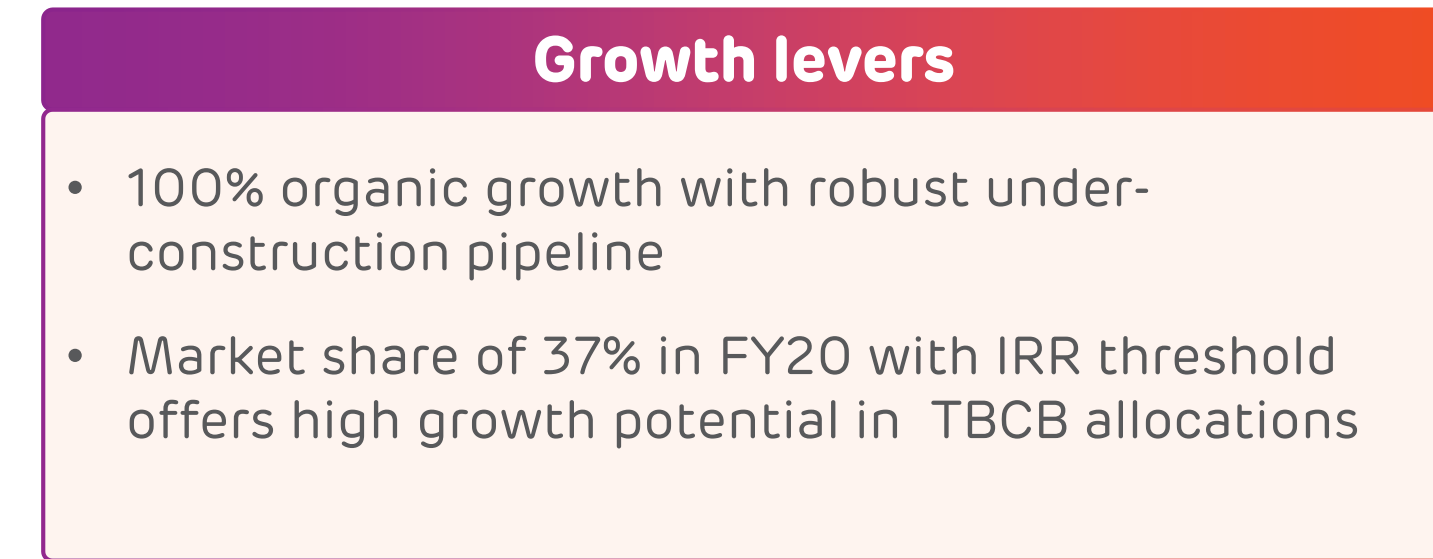 Growth levers
• 100% organic growth with robust under-
construction pipeline
• Market share of 37% in FY20 with IRR threshold
offers high growth potential in  TBCB allocations